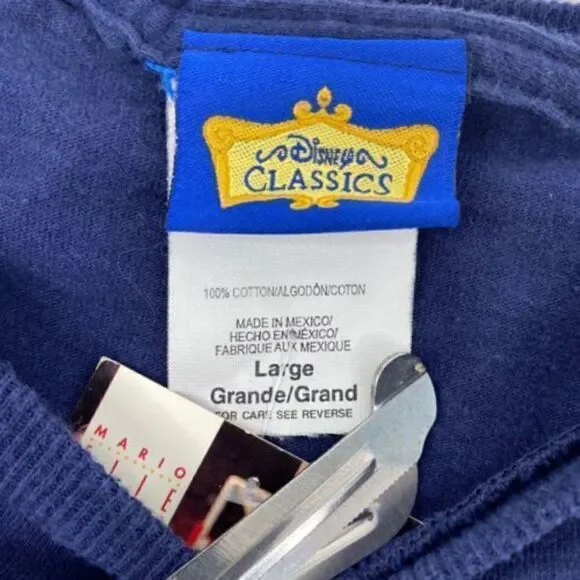 Disney
CLASSICS
100% COTTON/ALGODÓN/COTON
MADE IN MEXICO/
HECHO EN MÉXICO/
FABRIQUE AUX MEXIQUE
Large
Grande/Grand
FOR CARE SEE REVERSE
MARIO